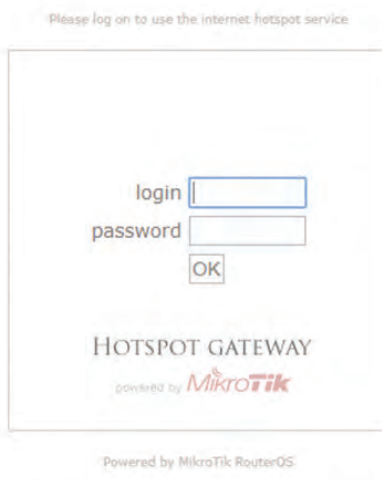 Please log on to use the internet hotspot service
login
password
OK
HOTSPOT GATEWAY
powered by MikroTik
Powered by MikroTik RouterOS